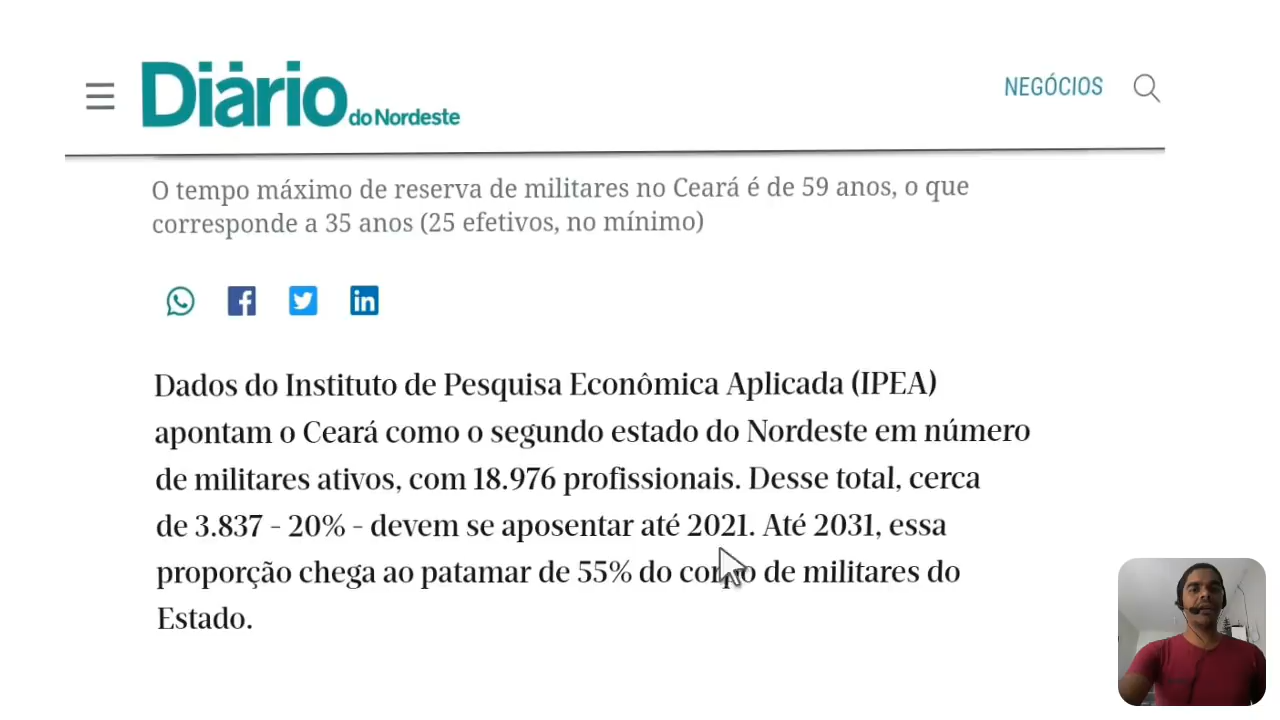 Diário do Nordeste
NEGÓCIOS
O tempo máximo de reserva de militares no Ceará é de 59 anos, o que
corresponde a 35 anos (25 efetivos, no mínimo)
Dados do Instituto de Pesquisa Econômica Aplicada (IPEA)
apontam o Ceará como o segundo estado do Nordeste em número
de militares ativos, com 18.976 profissionais. Desse total, cerca
de 3.837 - 20% - devem se aposentar até 2021. Até 2031, essa
proporção chega ao patamar de 55% do corpo de militares do
Estado.